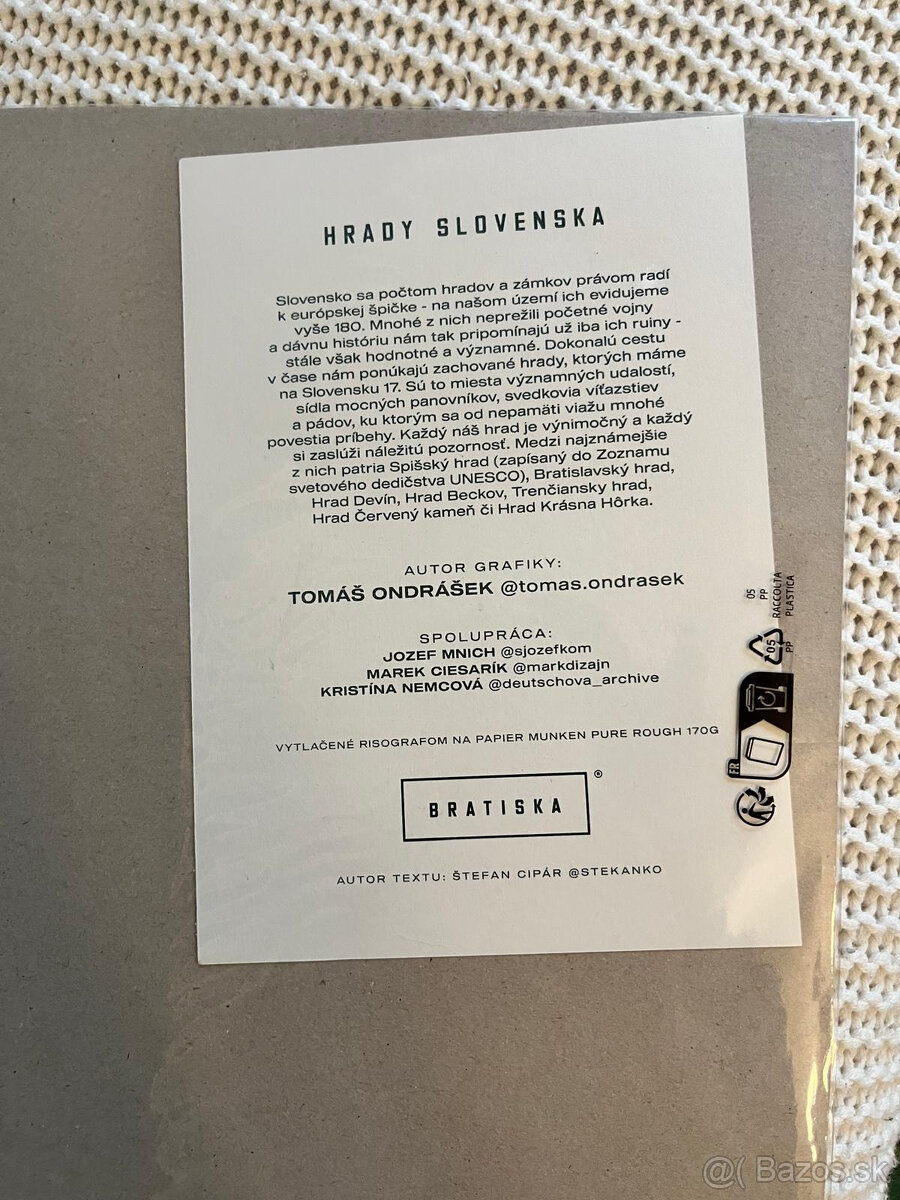 HRADY SLOVENSKA
Slovensko sa počtom hradov a zámkov právom radí
k európskej špičke - na našom území ich evidujeme
vyše 180. Mnohé z nich neprežili početné vojny
a dávnu históriu nám tak pripomínajú už iba ich ruiny -
stále však hodnotné a významné. Dokonalú cestu
v čase nám ponúkajú zachované hrady, ktorých máme
na Slovensku 17. Sú to miesta významných udalostí,
sídla mocných panovníkov, svedkovia víťazstiev
a pádov, ku ktorým sa od nepamäti viažu mnohé
povestia príbehy. Každý náš hrad je výnimočný a každý
si zaslúži náležitú pozornosť. Medzi najznámejšie
z nich patria Spišský hrad (zapísaný do Zoznamu
svetového dedičstva UNESCO), Bratislavský hrad,
Hrad Devín, Hrad Beckov, Trenčiansky hrad,
Hrad Červený kameň či Hrad Krásna Hôrka.
AUTOR GRAFIKY:
TOMÁŠ ONDRÁŠEK @tomas.ondrasek
SPOLUPRÁCA:
JOZEF MNICH @sjozefkom
MAREK CIESARÍK @markdizajn
KRISTÍNA NEMCOVÁ @deutschova_archive
VYTLAČENÉ RISOGRAFOM NA PAPIER MUNKEN PURE ROUGH 170G
BRATISKA ®
AUTOR TEXTU: ŠTEFAN CIPÁR @STEKANKO
05
PP
RACCOLTA
PLASTICA
05
PP
FR
@( Bazos.sk